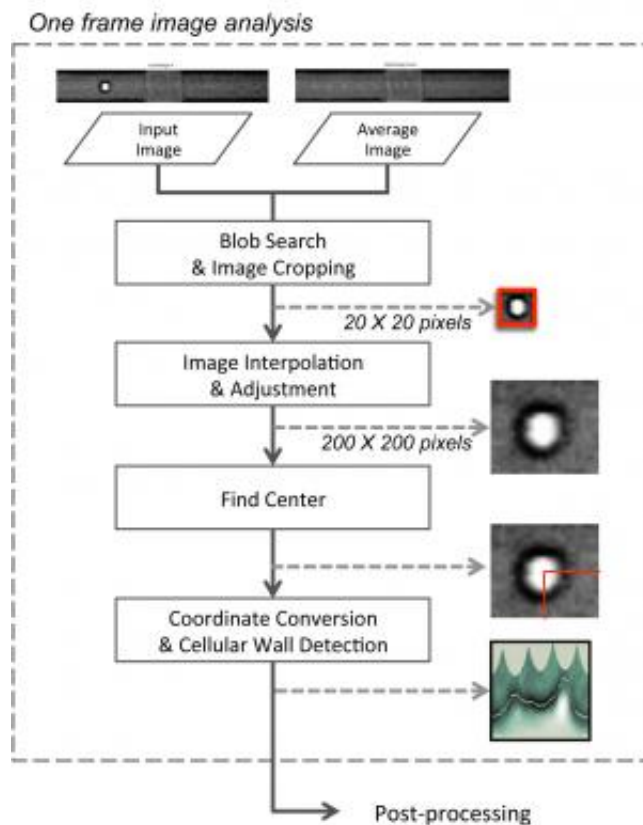 One frame image analysis
Input
Image
Average
Image
Blob Search
& Image Cropping
20 X 20 pixels
Image Interpolation
& Adjustment
200 X 200 pixels
Find Center
Coordinate Conversion
& Cellular Wall Detection
Post-processing